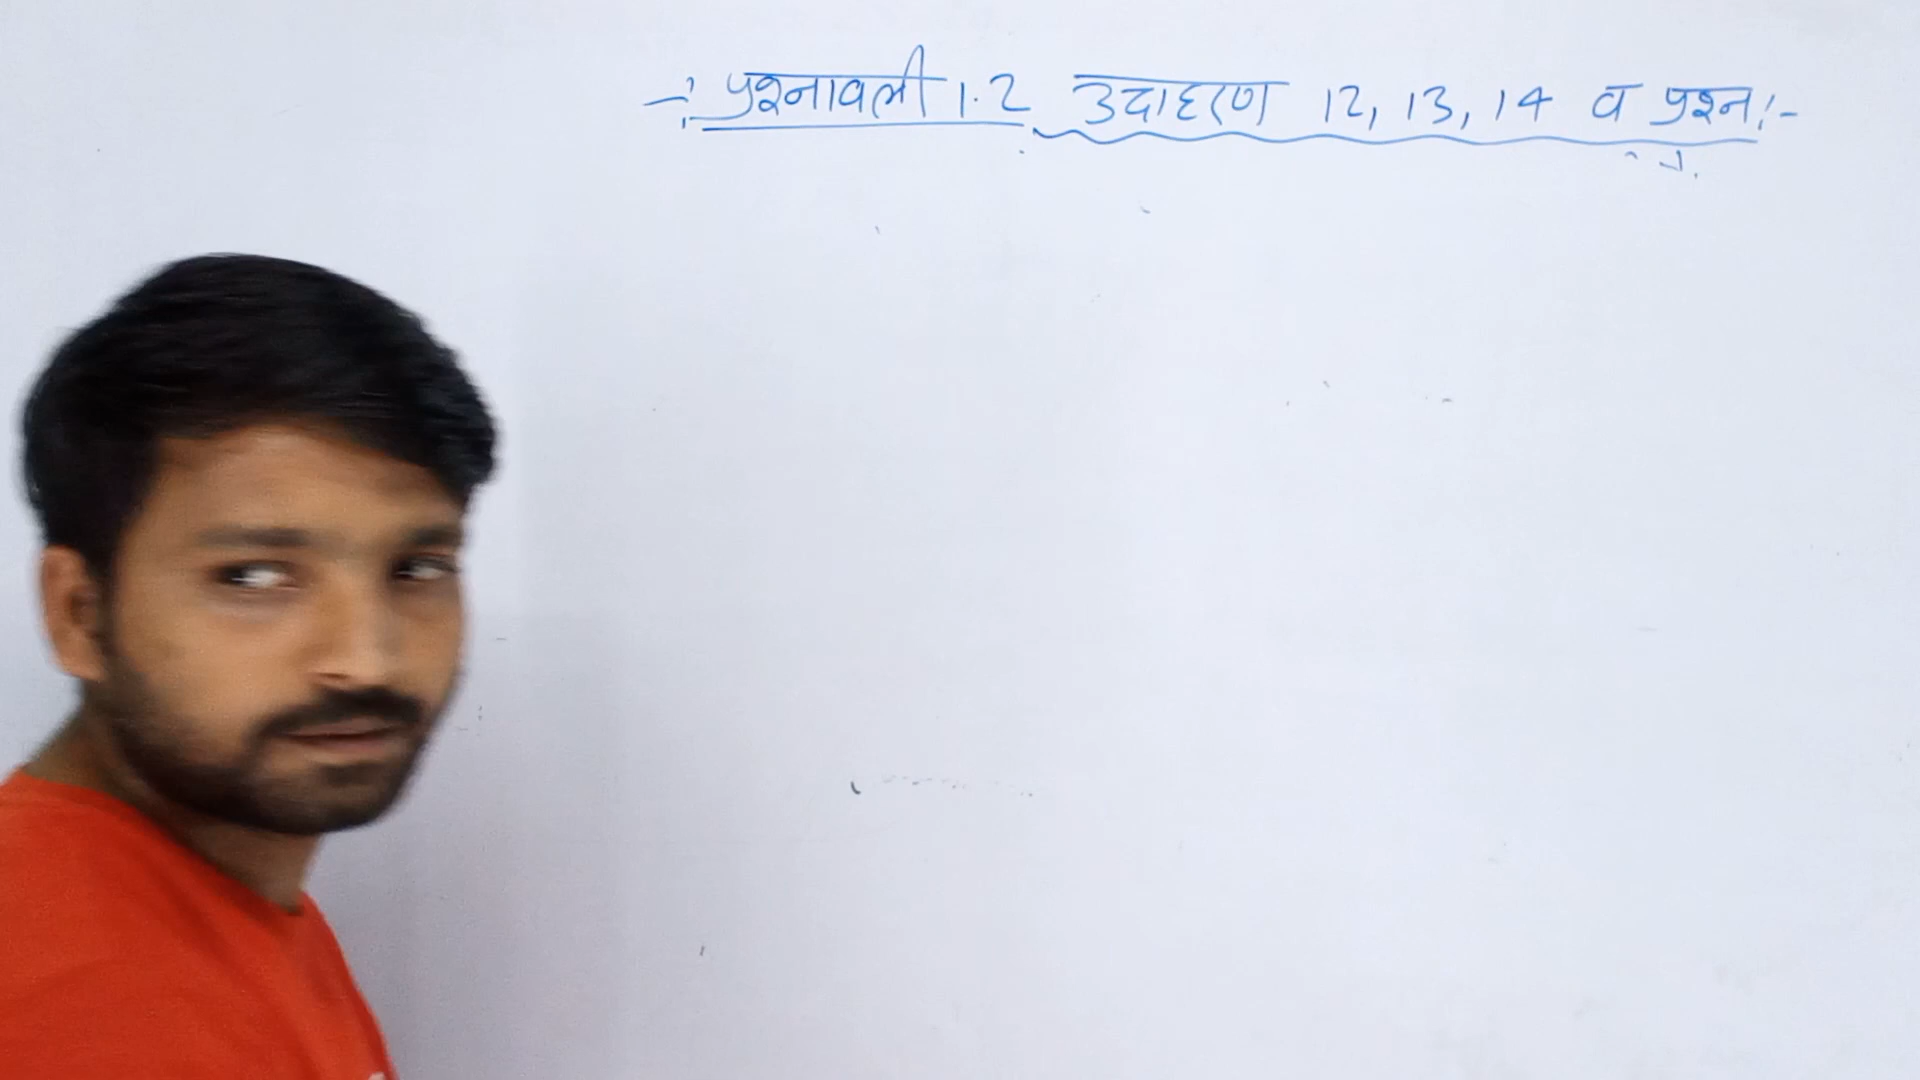 -: प्रश्नावली 1.2 उदाहरण 12, 13, 14 व प्रश्न :-